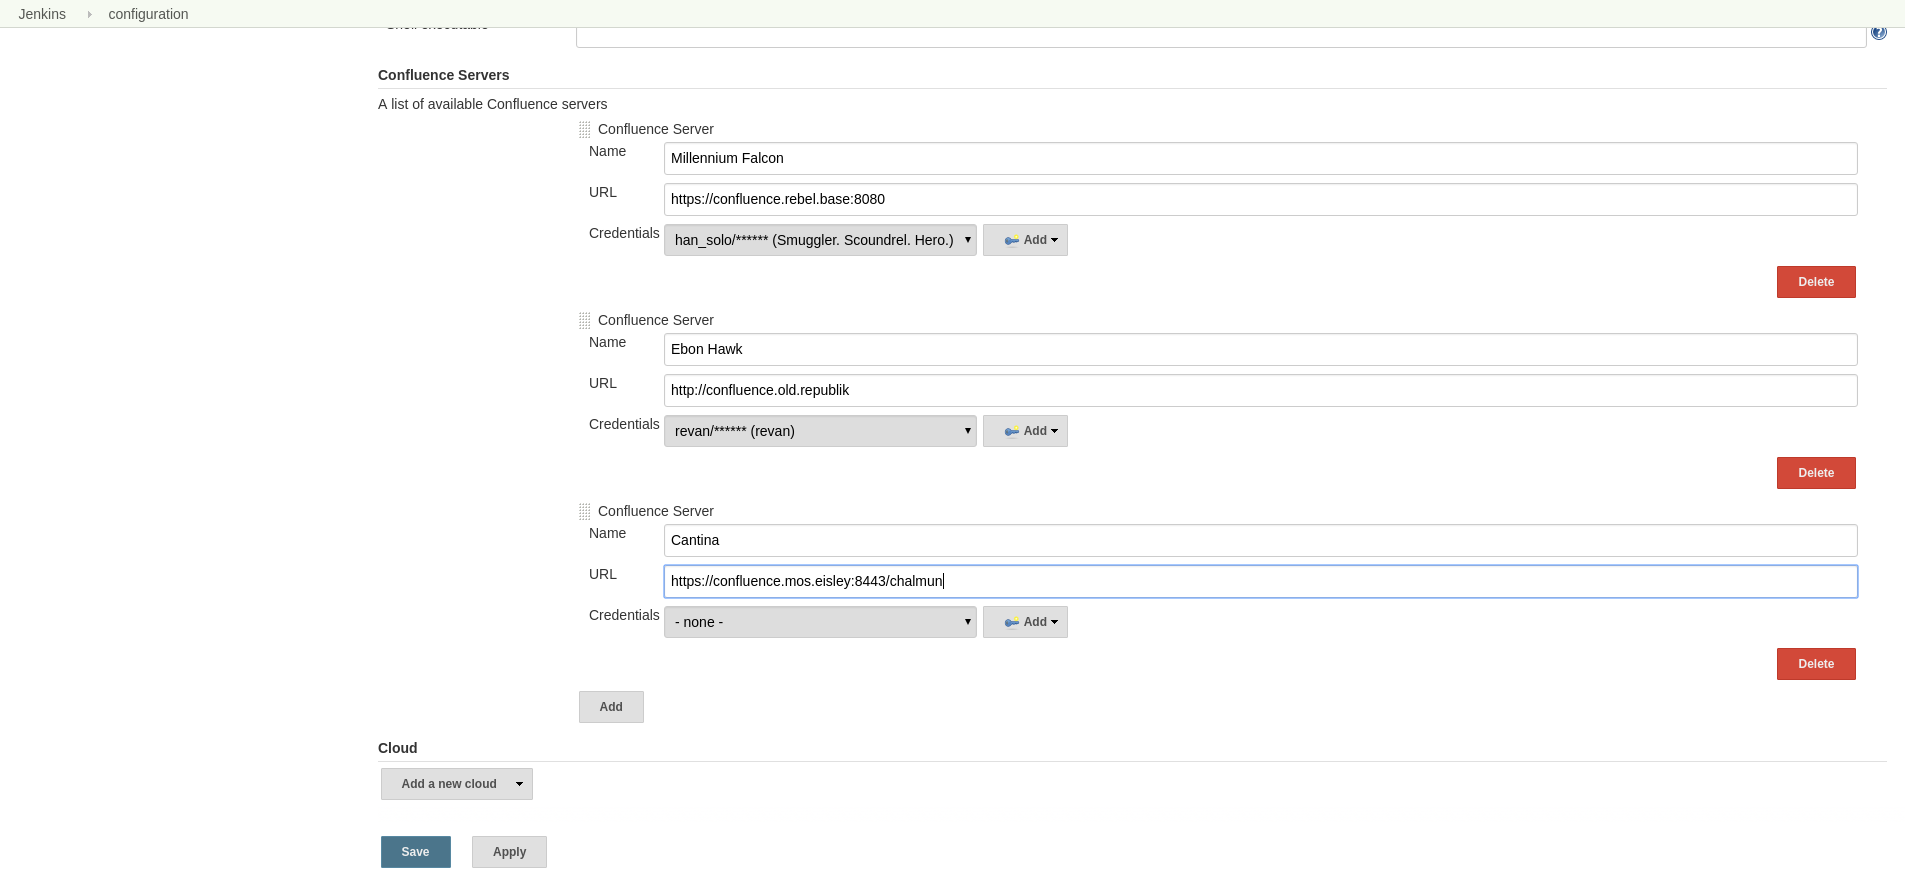 Jenkins configuration
Confluence Servers
A list of available Confluence servers
Confluence Server
Name Millennium Falcon
URL https://confluence.rebel.base:8080
Credentials han_solo/****** (Smuggler. Scoundrel. Hero.) Add
Delete
Confluence Server
Name Ebon Hawk
URL http://confluence.old.republik
Credentials revan/****** (revan) Add
Delete
Confluence Server
Name Cantina
URL https://confluence.mos.eisley:8443/chalmun
Credentials - none - Add
Delete
Add
Cloud
Add a new cloud
Save Apply